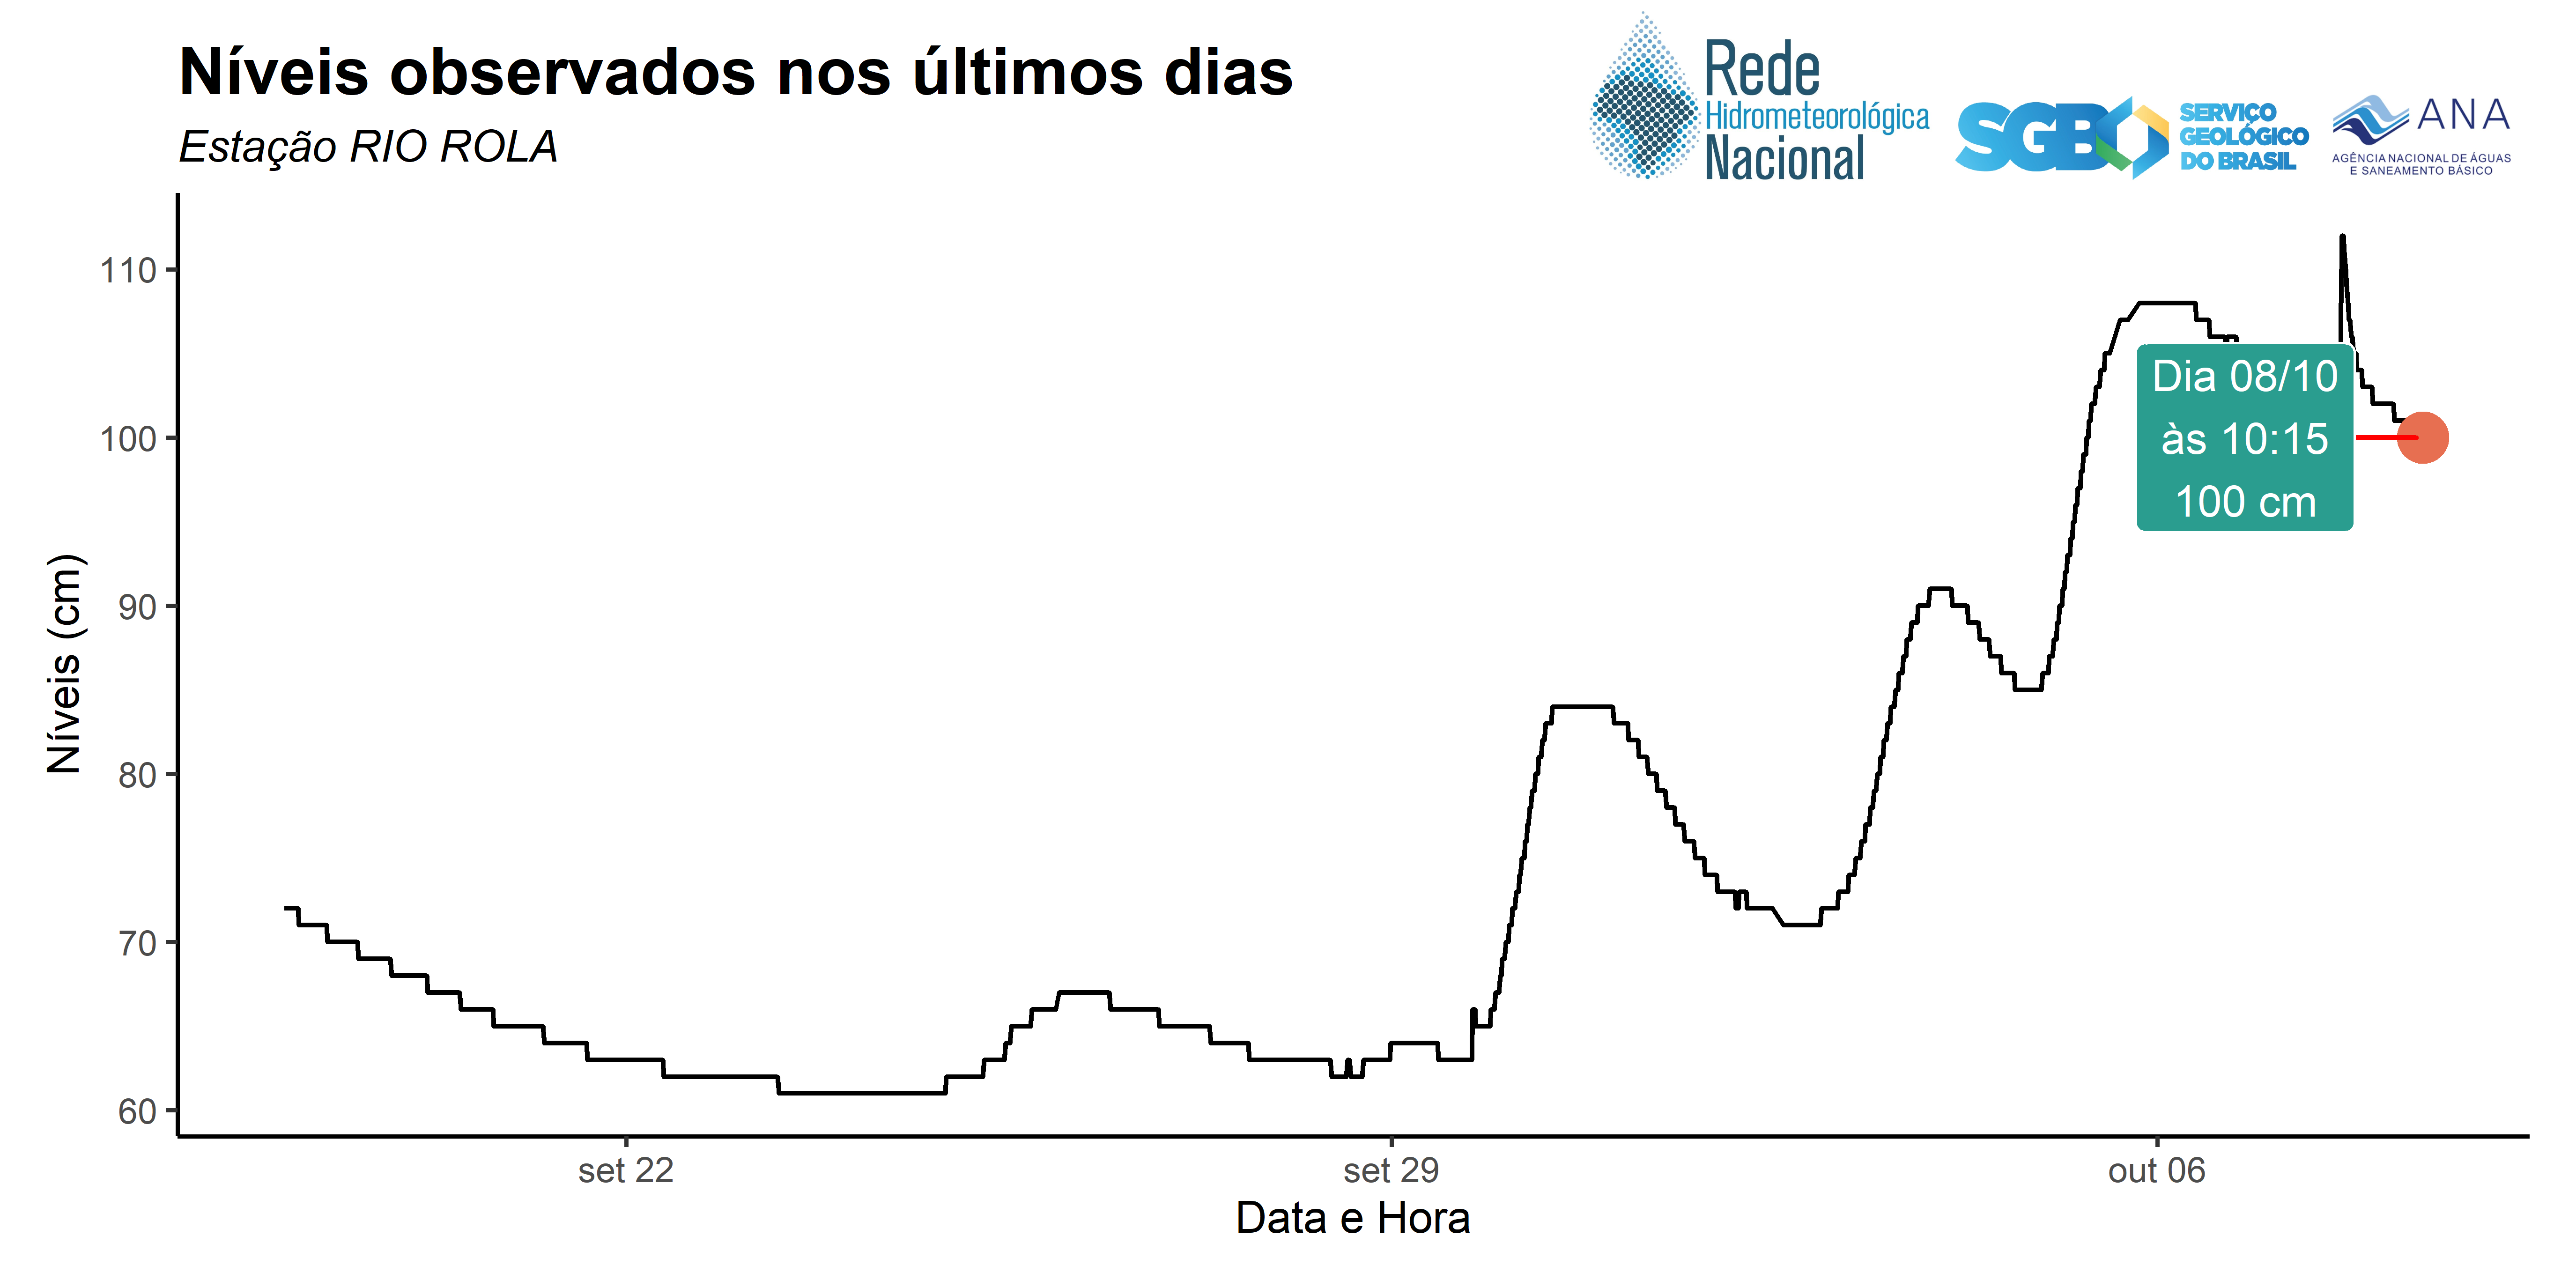 Níveis observados nos últimos dias
Estação RIO ROLA
Rede
Hidrometeorológica
Nacional
SGB
SERVIÇO
GEOLÓGICO
DO BRASIL
ANA
AGÊNCIA NACIONAL DE ÁGUAS
E SANEAMENTO BÁSICO
110
100
90
80
70
60
Níveis (cm)
Dia 08/10
às 10:15
100 cm
set 22
set 29
out 06
Data e Hora